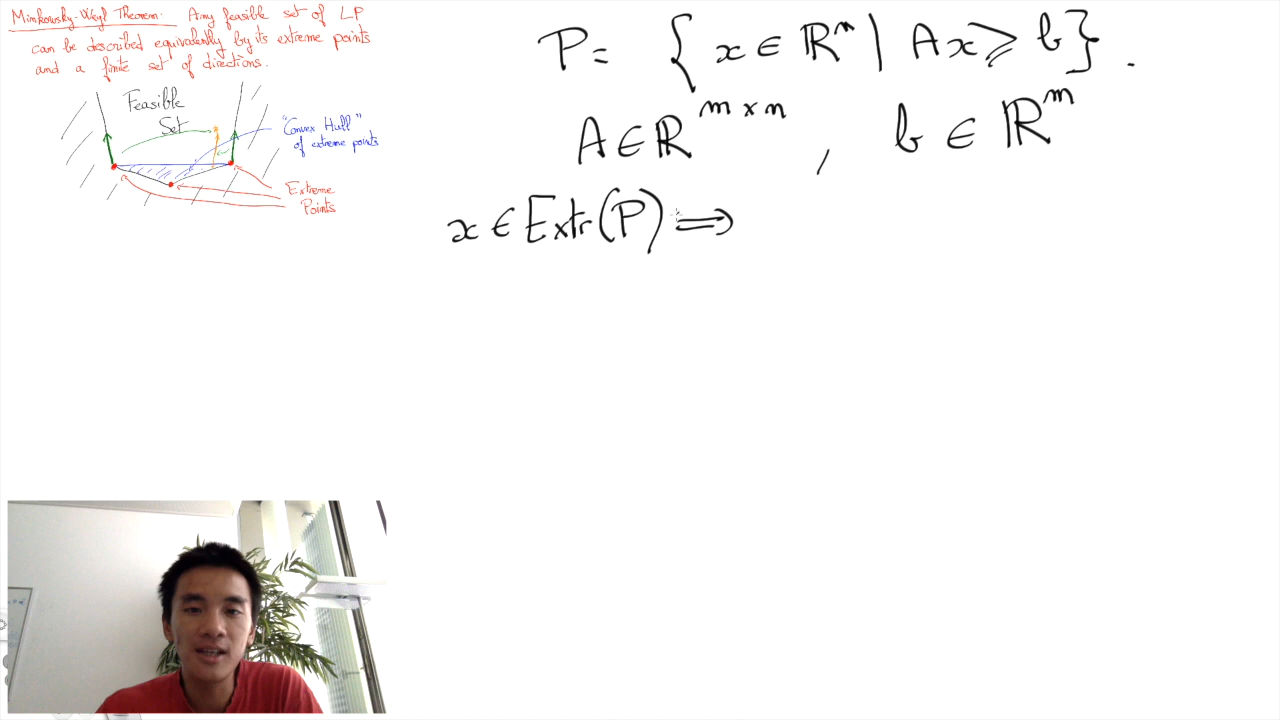 Minkowsky-Weyl Theorem. Any feasible set of LP
can be described equivalently by its extreme points
and a finite set of directions.
Feasible
Set
"Convex Hull"
of extreme points
Extreme
Points
P = { x ∈ ℝⁿ | Ax ⩾ b } .
A ∈ ℝ^{m×n} , b ∈ ℝ^m
x ∈ Extr(P) ⟹